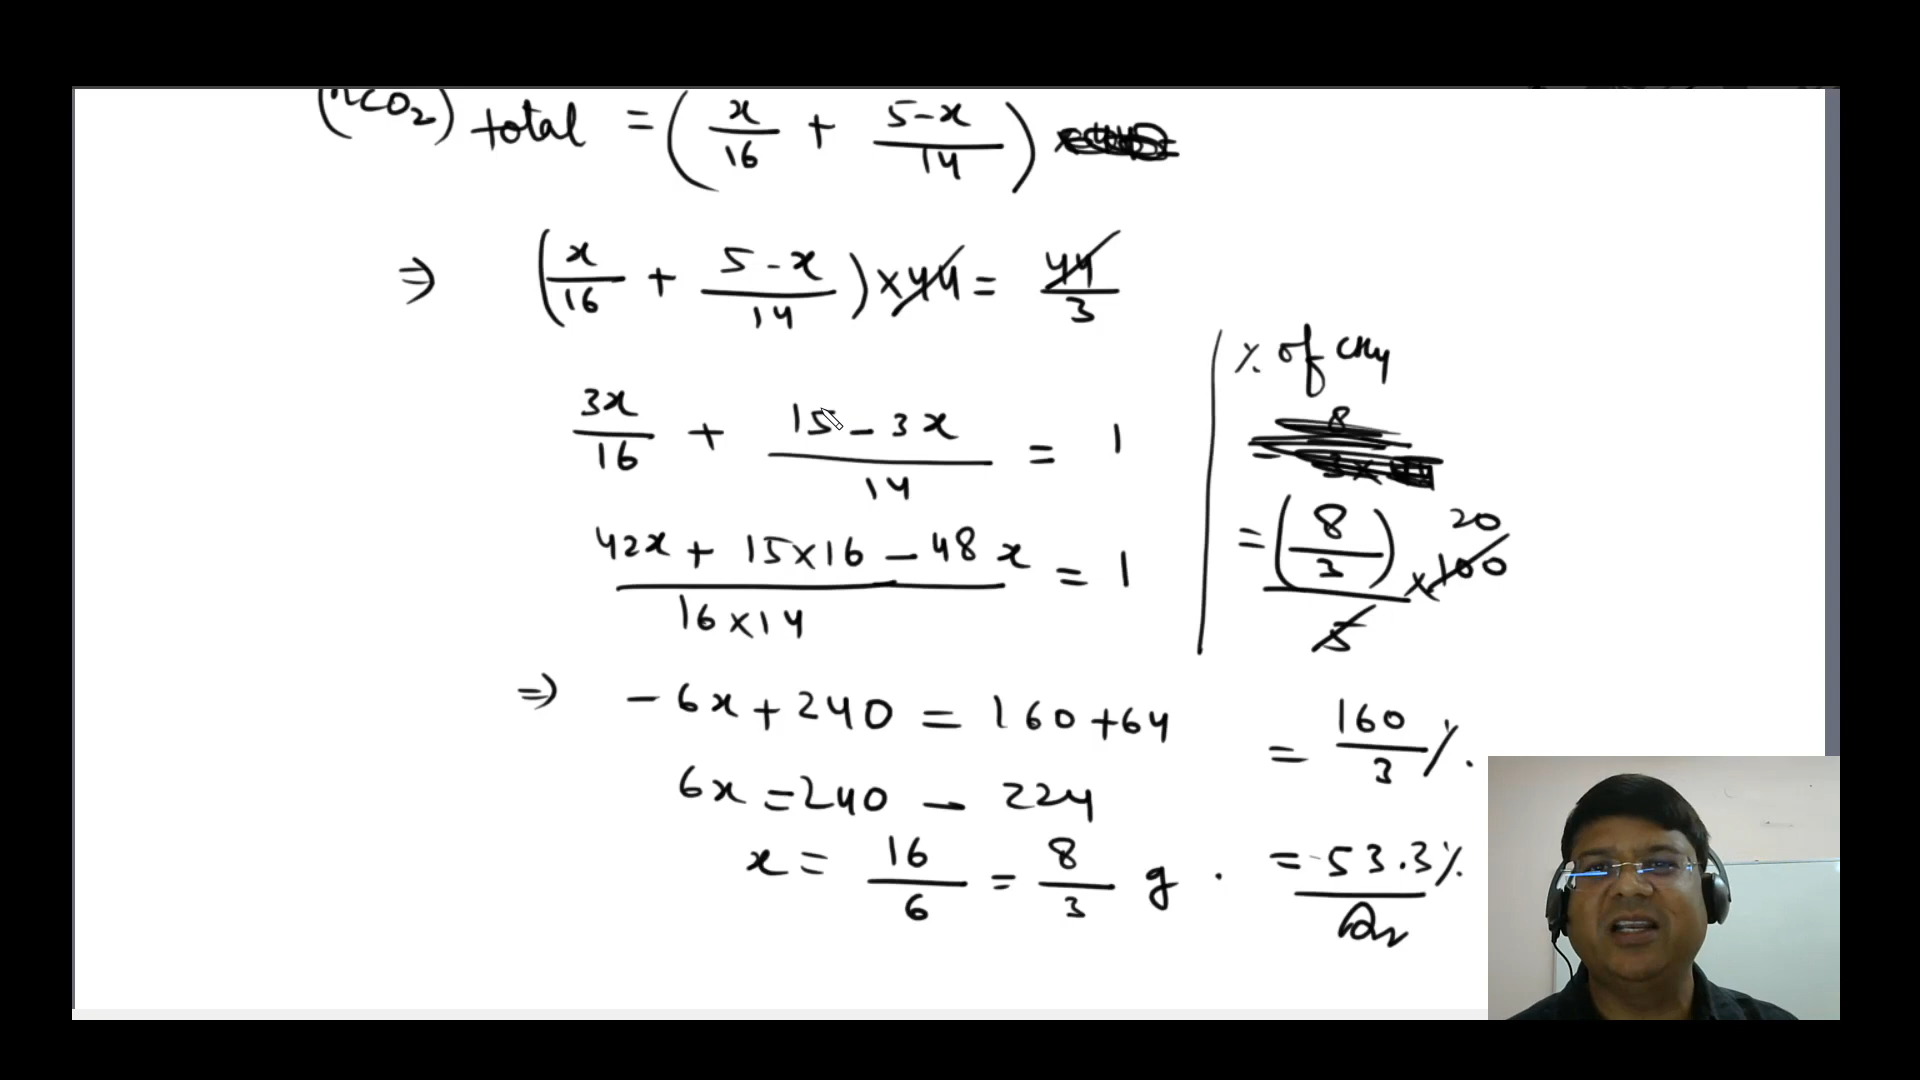 (nCO₂) total = (x/16 + (5-x)/14)
⇒ (x/16 + (5-x)/14) × 44 = 44/3
3x/16 + (15-3x)/14 = 1
(42x + 15×16 - 48x)/(16×14) = 1
⇒ -6x + 240 = 160+64
6x = 240 - 224
x = 16/6 = 8/3 g.
% of CH4
= (8/3)/5 × 100 20
= 160/3 %.
= 53.3%